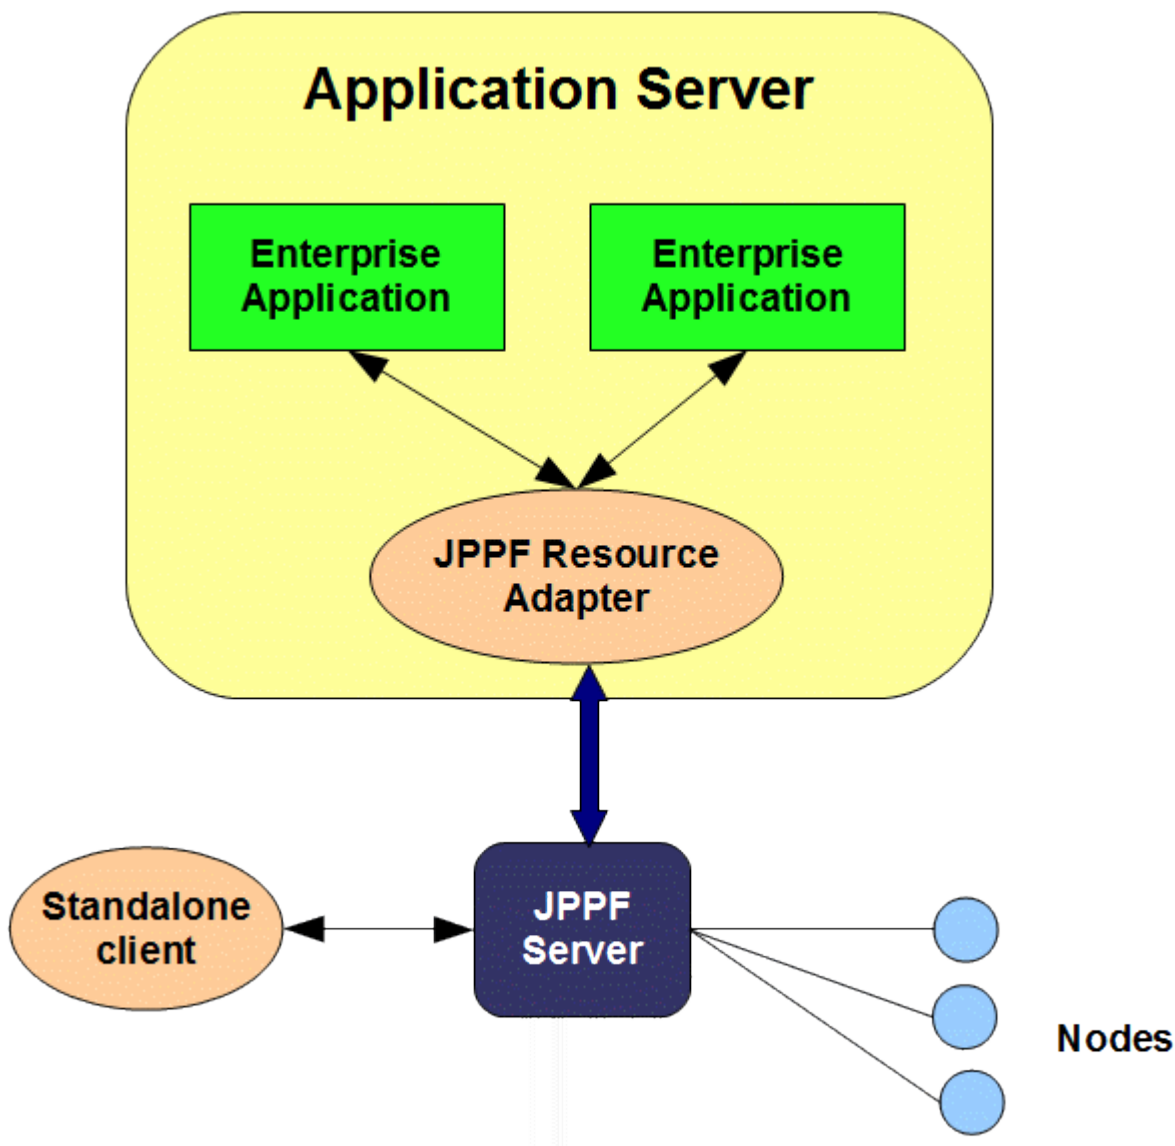 Application Server
Enterprise
Application
Enterprise
Application
JPPF Resource
Adapter
Standalone
client
JPPF
Server
Nodes